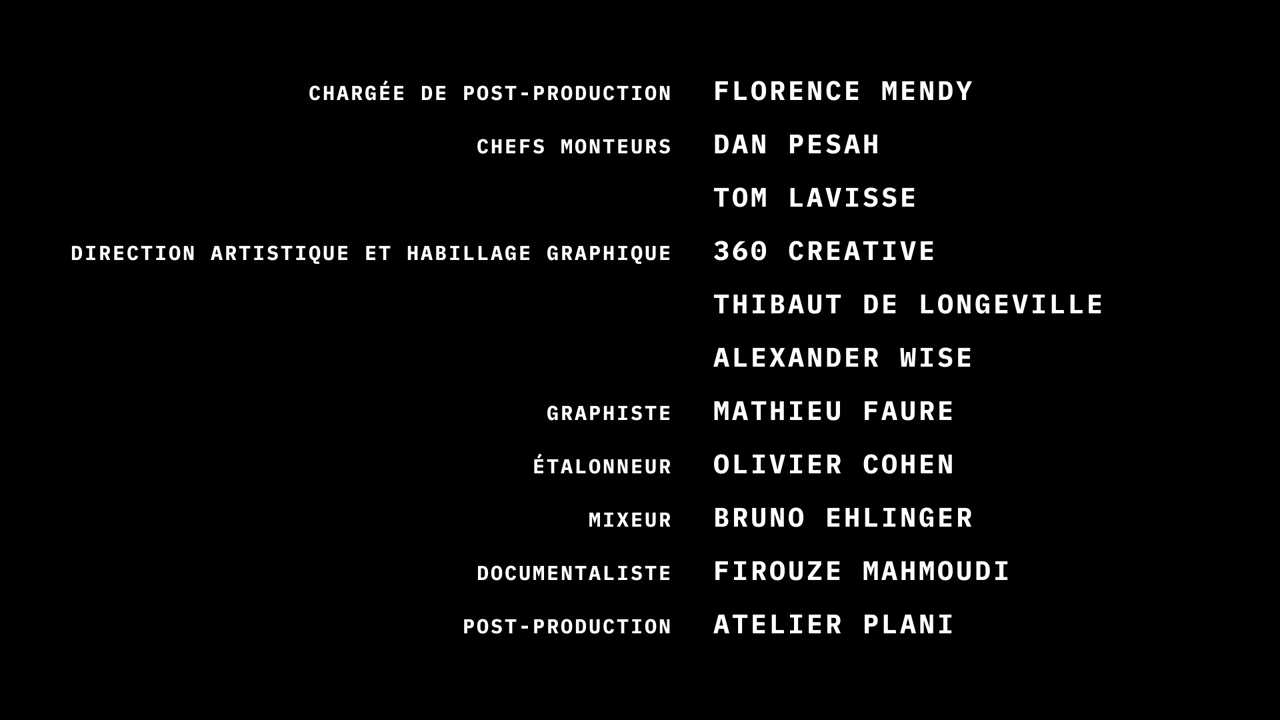 CHARGÉE DE POST-PRODUCTION FLORENCE MENDY
CHEFS MONTEURS DAN PESAH
TOM LAVISSE
DIRECTION ARTISTIQUE ET HABILLAGE GRAPHIQUE 360 CREATIVE
THIBAUT DE LONGEVILLE
ALEXANDER WISE
GRAPHISTE MATHIEU FAURE
ÉTALONNEUR OLIVIER COHEN
MIXEUR BRUNO EHLINGER
DOCUMENTALISTE FIROUZE MAHMOUDI
POST-PRODUCTION ATELIER PLANI